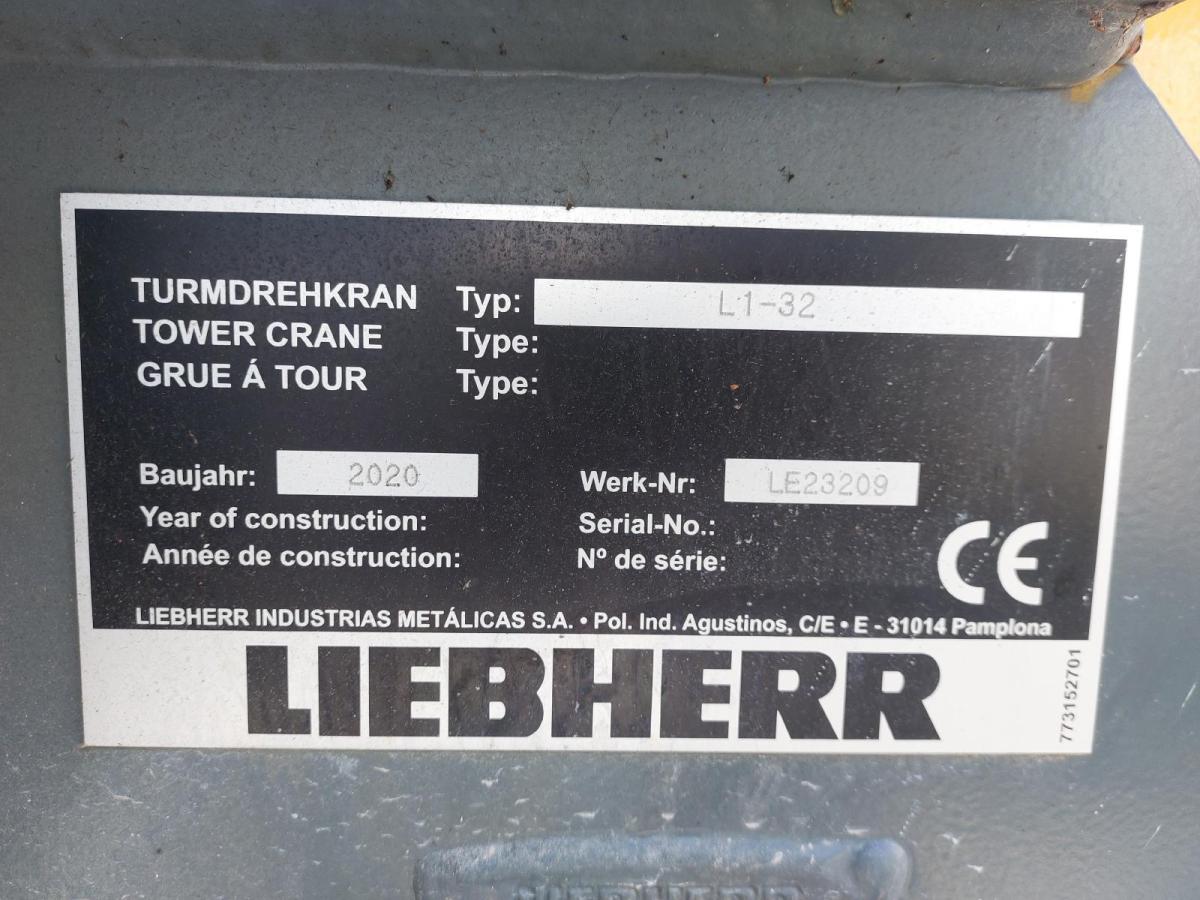 TURMDREHKRAN Typ: L1-32
TOWER CRANE Type:
GRUE Á TOUR Type:
Baujahr: 2020 Werk-Nr: LE23209
Year of construction: Serial-No.:
Année de construction: Nº de série:
CE
LIEBHERR INDUSTRIAS METÁLICAS S.A. • Pol. Ind. Agustinos, C/E • E - 31014 Pamplona
LIEBHERR
773152701